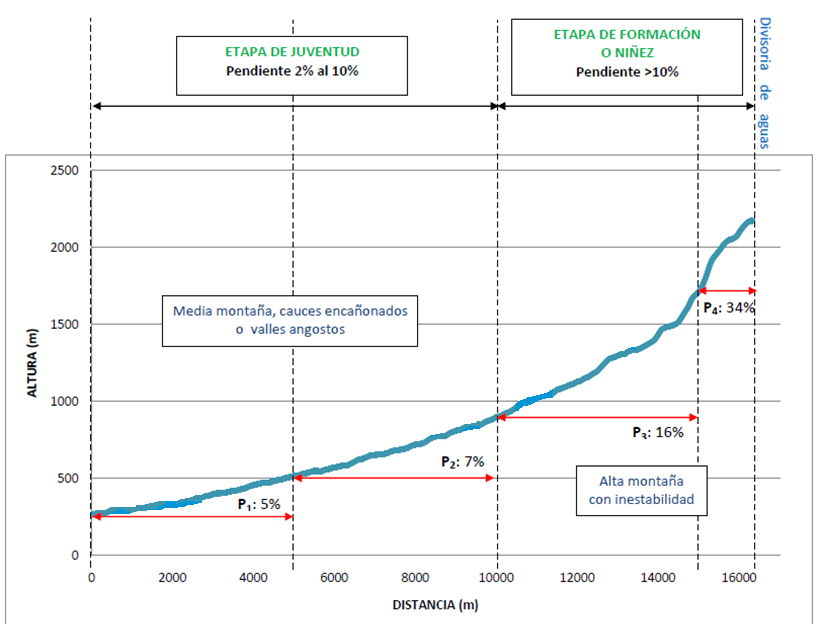 ETAPA DE JUVENTUD
Pendiente 2% al 10%
ETAPA DE FORMACIÓN
O NIÑEZ
Pendiente >10%
Divisoria de aguas
2500
2000
1500
1000
500
0
ALTURA (m)
Media montaña, cauces encañonados
o valles angostos
P₄: 34%
P₃: 16%
P₂: 7%
P₁: 5%
Alta montaña
con inestabilidad
0 2000 4000 6000 8000 10000 12000 14000 16000
DISTANCIA (m)